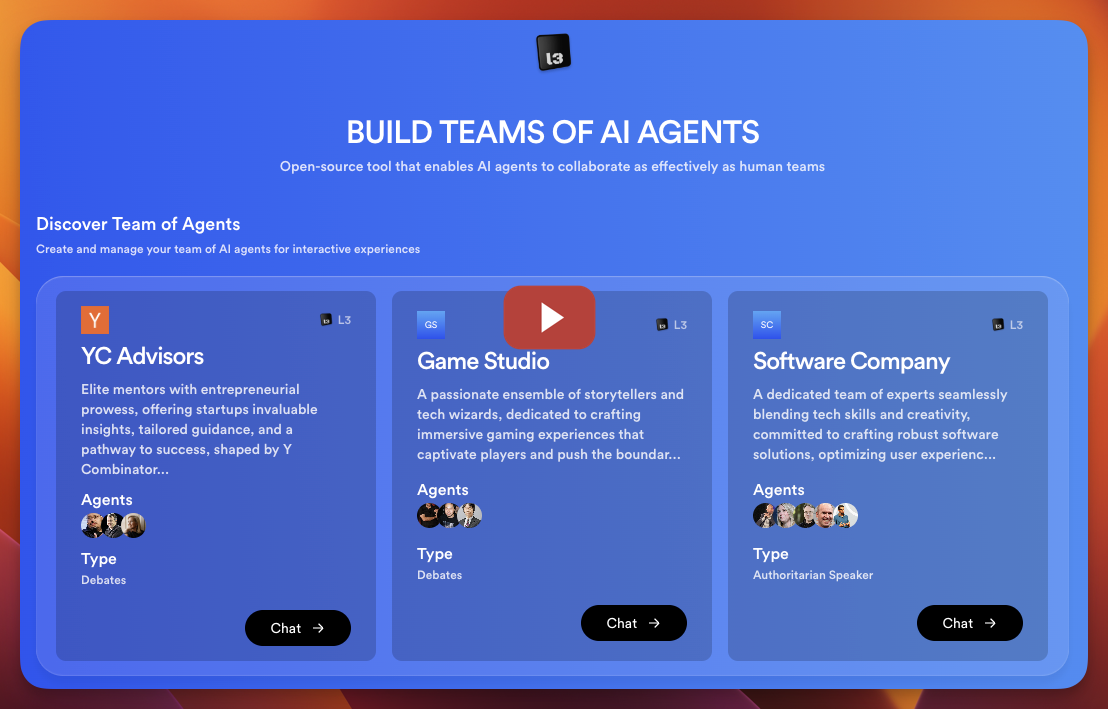 L3
BUILD TEAMS OF AI AGENTS
Open-source tool that enables AI agents to collaborate as effectively as human teams
Discover Team of Agents
Create and manage your team of AI agents for interactive experiences
Y
L3 L3
YC Advisors
Elite mentors with entrepreneurial
prowess, offering startups invaluable
insights, tailored guidance, and a
pathway to success, shaped by Y
Combinator...
Agents
Type
Debates
Chat →
GS
L3 L3
Game Studio
A passionate ensemble of storytellers and
tech wizards, dedicated to crafting
immersive gaming experiences that
captivate players and push the boundar...
Agents
Type
Debates
Chat →
SC
L3 L3
Software Company
A dedicated team of experts seamlessly
blending tech skills and creativity,
committed to crafting robust software
solutions, optimizing user experienc...
Agents
Type
Authoritarian Speaker
Chat →